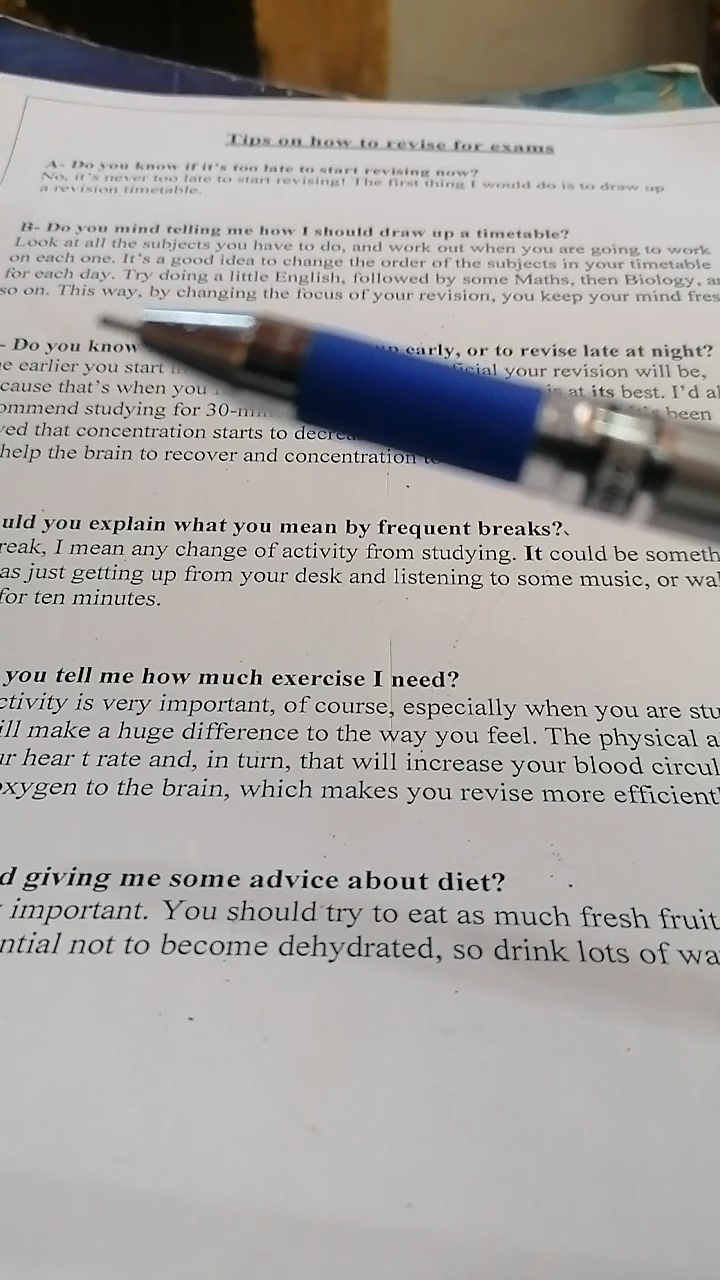 Tips on how to revise for exams
A- Do you know if it's too late to start revising now?
No, it's never too late to start revising! The first thing I would do is to draw up
a revision timetable.
B- Do you mind telling me how I should draw up a timetable?
Look at all the subjects you have to do, and work out when you are going to work
on each one. It's a good idea to change the order of the subjects in your timetable
for each day. Try doing a little English, followed by some Maths, then Biology, a
so on. This way, by changing the focus of your revision, you keep your mind fres
- Do you know early, or to revise late at night?
e earlier you start your revision will be,
cause that's when you is at its best. I'd al
ommend studying for 30- been
ved that concentration starts to
help the brain to recover and concentration
uld you explain what you mean by frequent breaks?
reak, I mean any change of activity from studying. It could be someth
as just getting up from your desk and listening to some music, or wal
for ten minutes.
you tell me how much exercise I need?
ctivity is very important, of course, especially when you are stu
ill make a huge difference to the way you feel. The physical a
ur hear t rate and, in turn, that will increase your blood circul
oxygen to the brain, which makes you revise more efficient
d giving me some advice about diet?
important. You should try to eat as much fresh fruit
ntial not to become dehydrated, so drink lots of wa